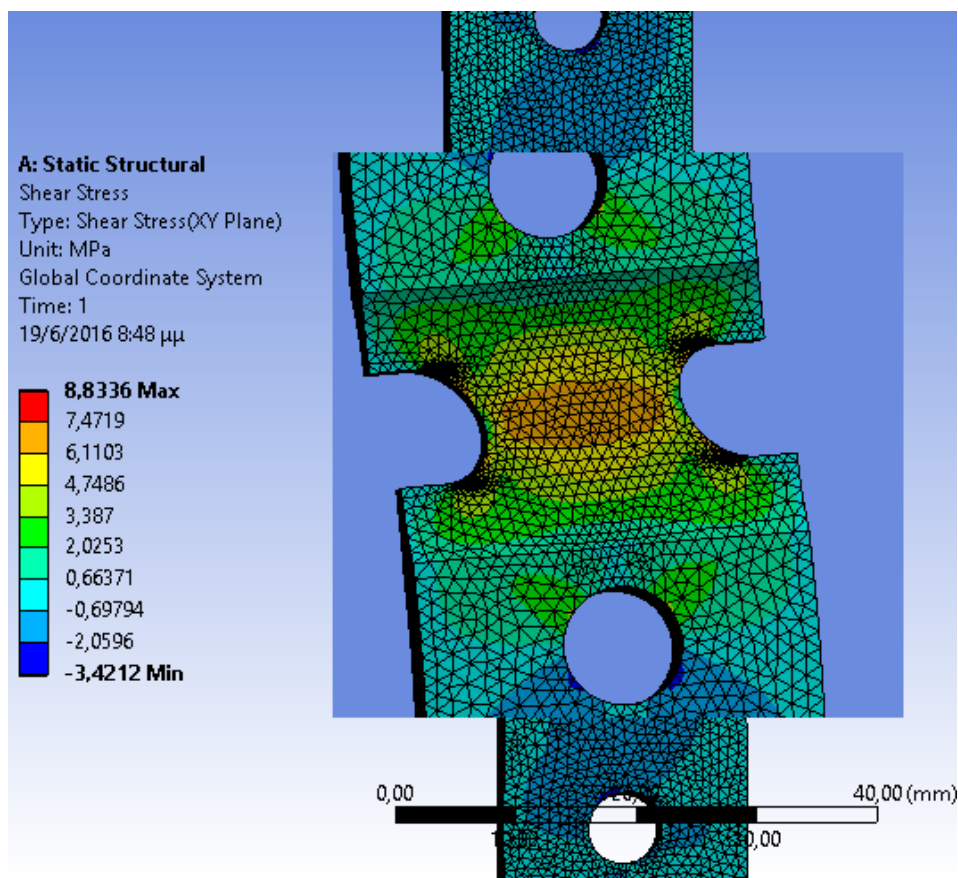 A: Static Structural
Shear Stress
Type: Shear Stress(XY Plane)
Unit: MPa
Global Coordinate System
Time: 1
19/6/2016 8:48 μμ
8,8336 Max
7,4719
6,1103
4,7486
3,387
2,0253
0,66371
-0,69794
-2,0596
-3,4212 Min
0,00
40,00 (mm)